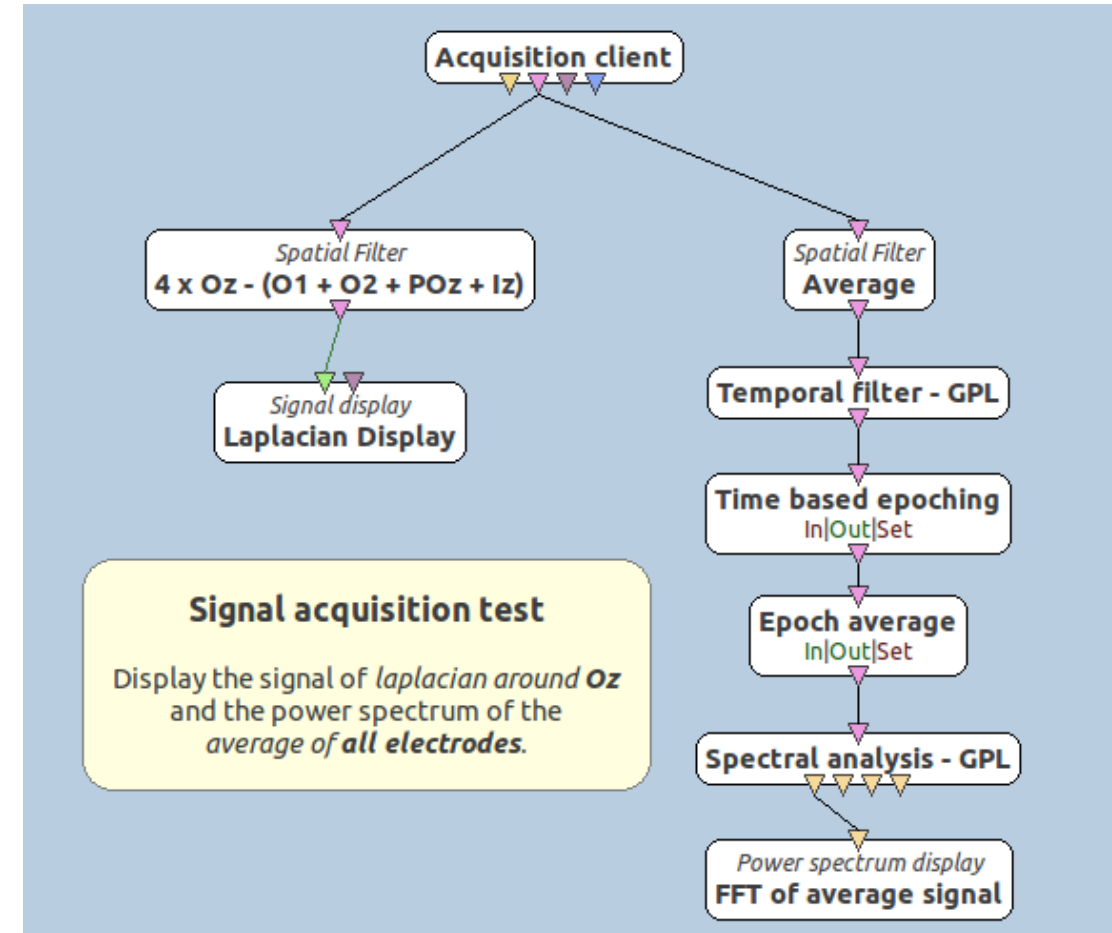 Acquisition client
Spatial Filter
4 x Oz - (O1 + O2 + POz + Iz)
Spatial Filter
Average
Signal display
Laplacian Display
Temporal filter - GPL
Time based epoching
In|Out|Set
Epoch average
In|Out|Set
Signal acquisition test
Display the signal of laplacian around Oz
and the power spectrum of the
average of all electrodes.
Spectral analysis - GPL
Power spectrum display
FFT of average signal